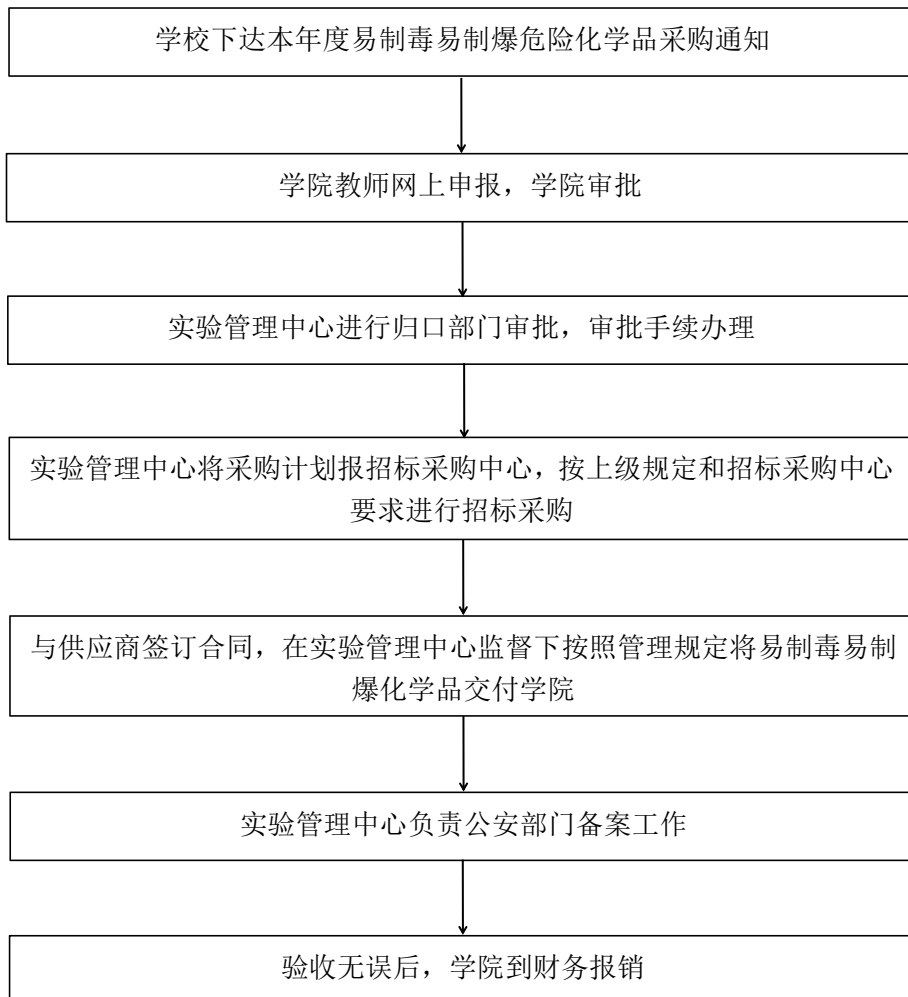 学校下达本年度易制毒易制爆危险化学品采购通知
学院教师网上申报，学院审批
实验管理中心进行归口部门审批，审批手续办理
实验管理中心将采购计划报招标采购中心，按上级规定和招标采购中心
要求进行招标采购
与供应商签订合同，在实验管理中心监督下按照管理规定将易制毒易制
爆化学品交付学院
实验管理中心负责公安部门备案工作
验收无误后，学院到财务报销